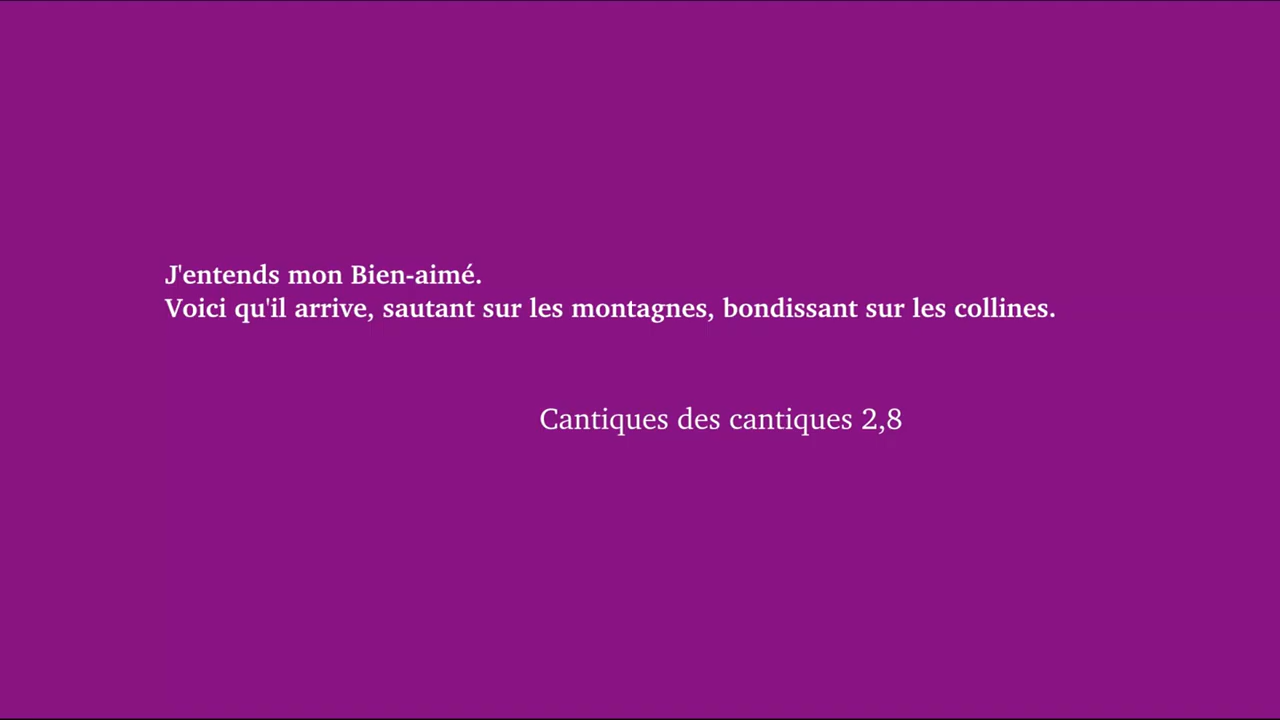 J'entends mon Bien-aimé.
Voici qu'il arrive, sautant sur les montagnes, bondissant sur les collines.
Cantiques des cantiques 2,8